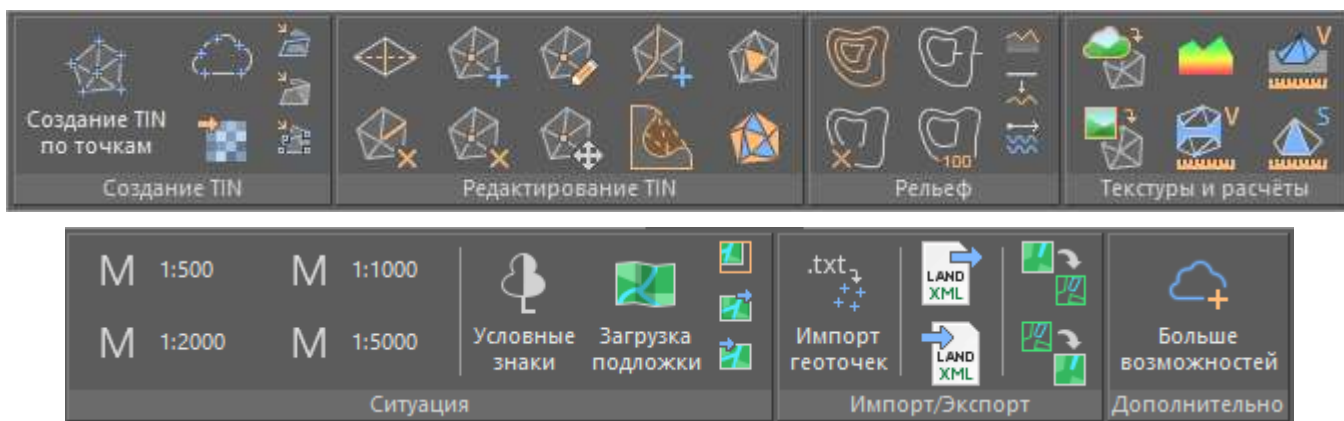 Создание TIN
по точкам
Создание TIN
Редактирование TIN
100
Рельеф
V
V
S
Текстуры и расчёты
M 1:500
M 1:1000
M 1:2000
M 1:5000
Условные
знаки
Загрузка
подложки
Ситуация
.txt
Импорт
геоточек
LAND
XML
LAND
XML
Импорт/Экспорт
Больше
возможностей
Дополнительно